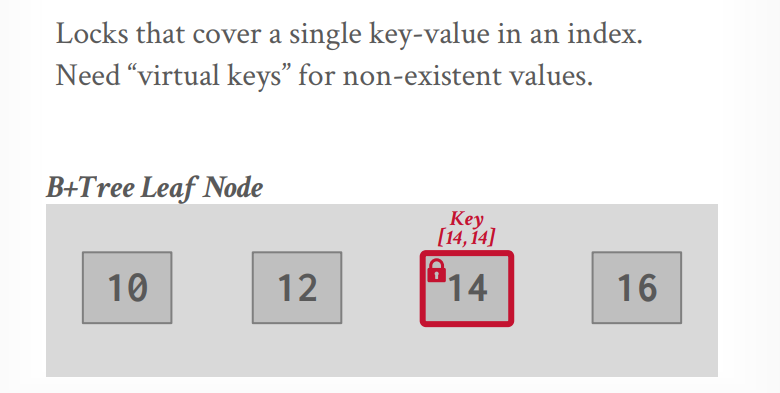 Locks that cover a single key-value in an index.
Need “virtual keys” for non-existent values.
B+Tree Leaf Node
Key
[14, 14]
10
12
14
16